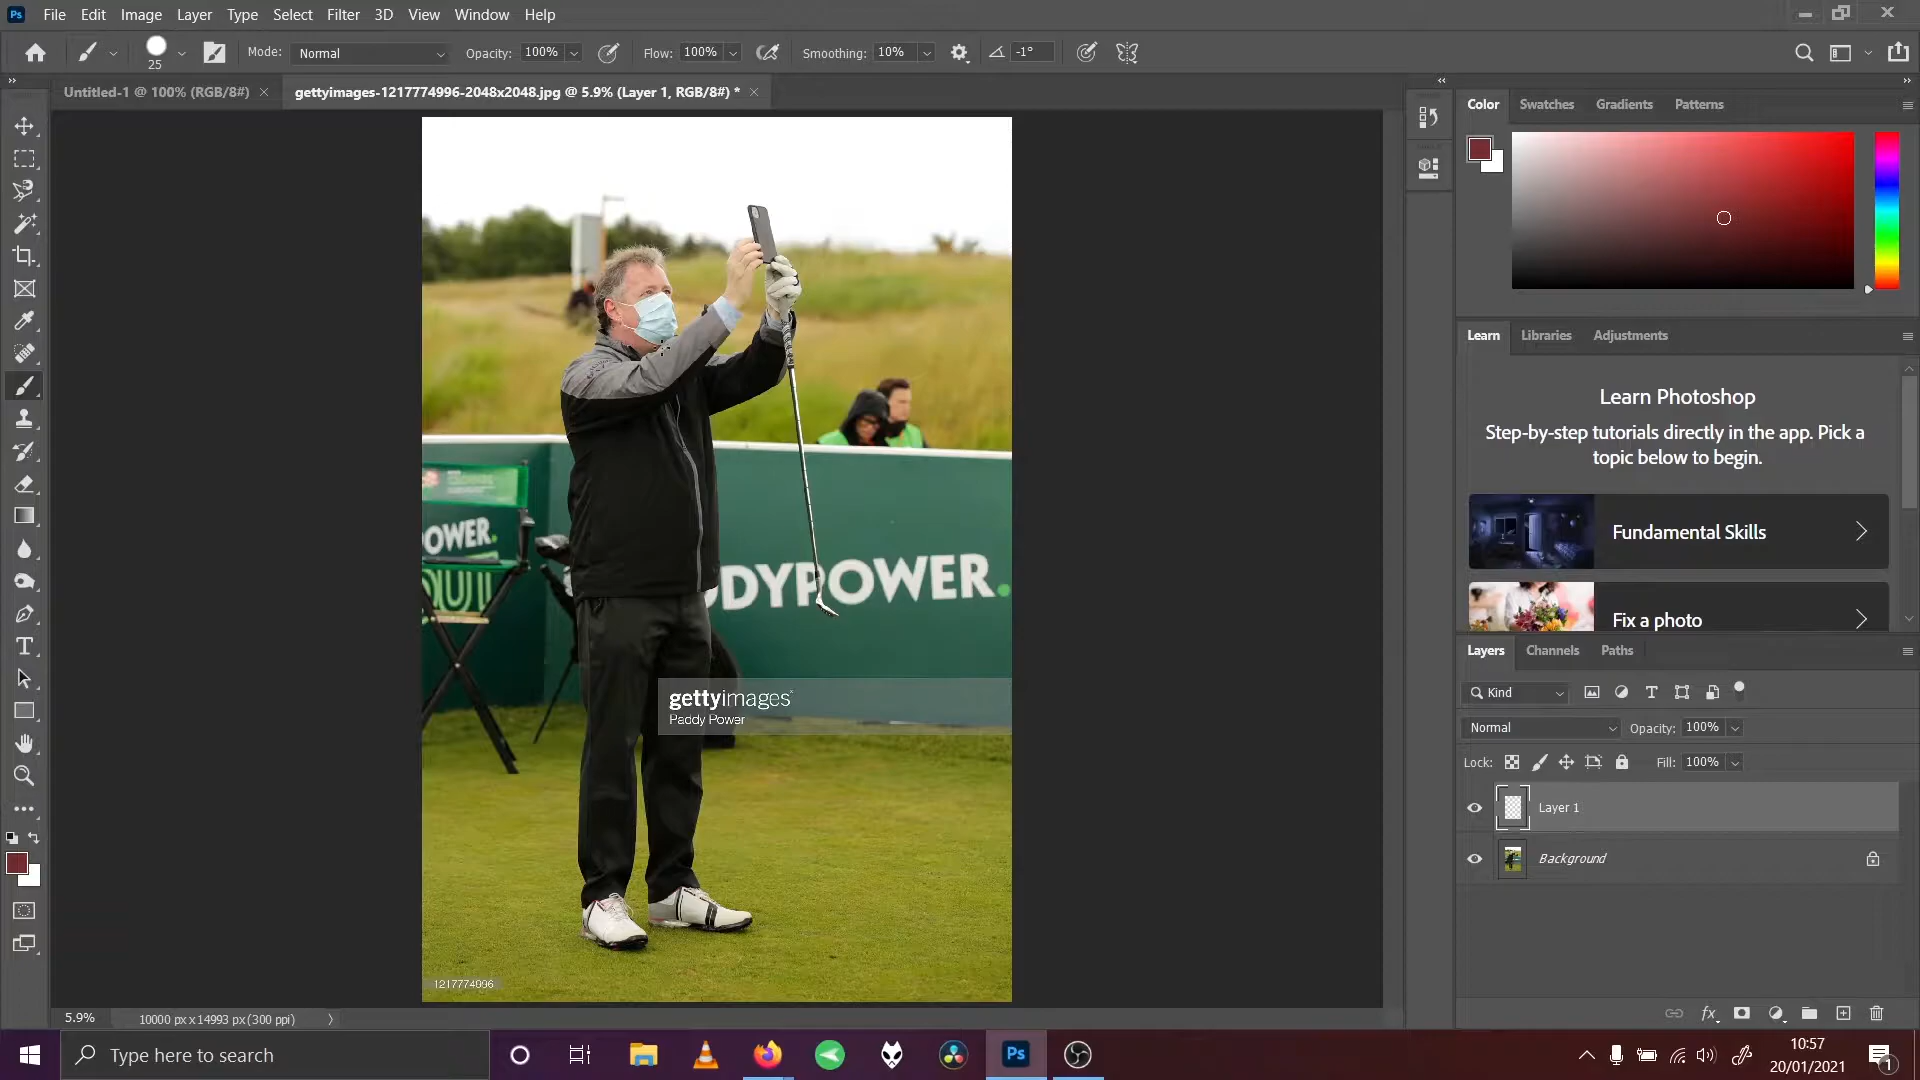 File Edit Image Layer Type Select Filter 3D View Window Help
25 Mode: Normal Opacity: 100% Flow: 100% Smoothing: 10% -1°
Untitled-1 @ 100% (RGB/8#) gettyimages-1217774996-2048x2048.jpg @ 5.9% (Layer 1, RGB/8#) *
Color Swatches Gradients Patterns
Learn Libraries Adjustments
Learn Photoshop
Step-by-step tutorials directly in the app. Pick a
topic below to begin.
Fundamental Skills
Fix a photo
OWER.
DYPOWER.
gettyimages
Paddy Power
1217774996
Layers Channels Paths
Kind
Normal Opacity: 100%
Lock: Fill: 100%
Layer 1
Background
5.9% 10000 px x 14993 px (300 ppi)
Type here to search
Ps
10:57
20/01/2021
1